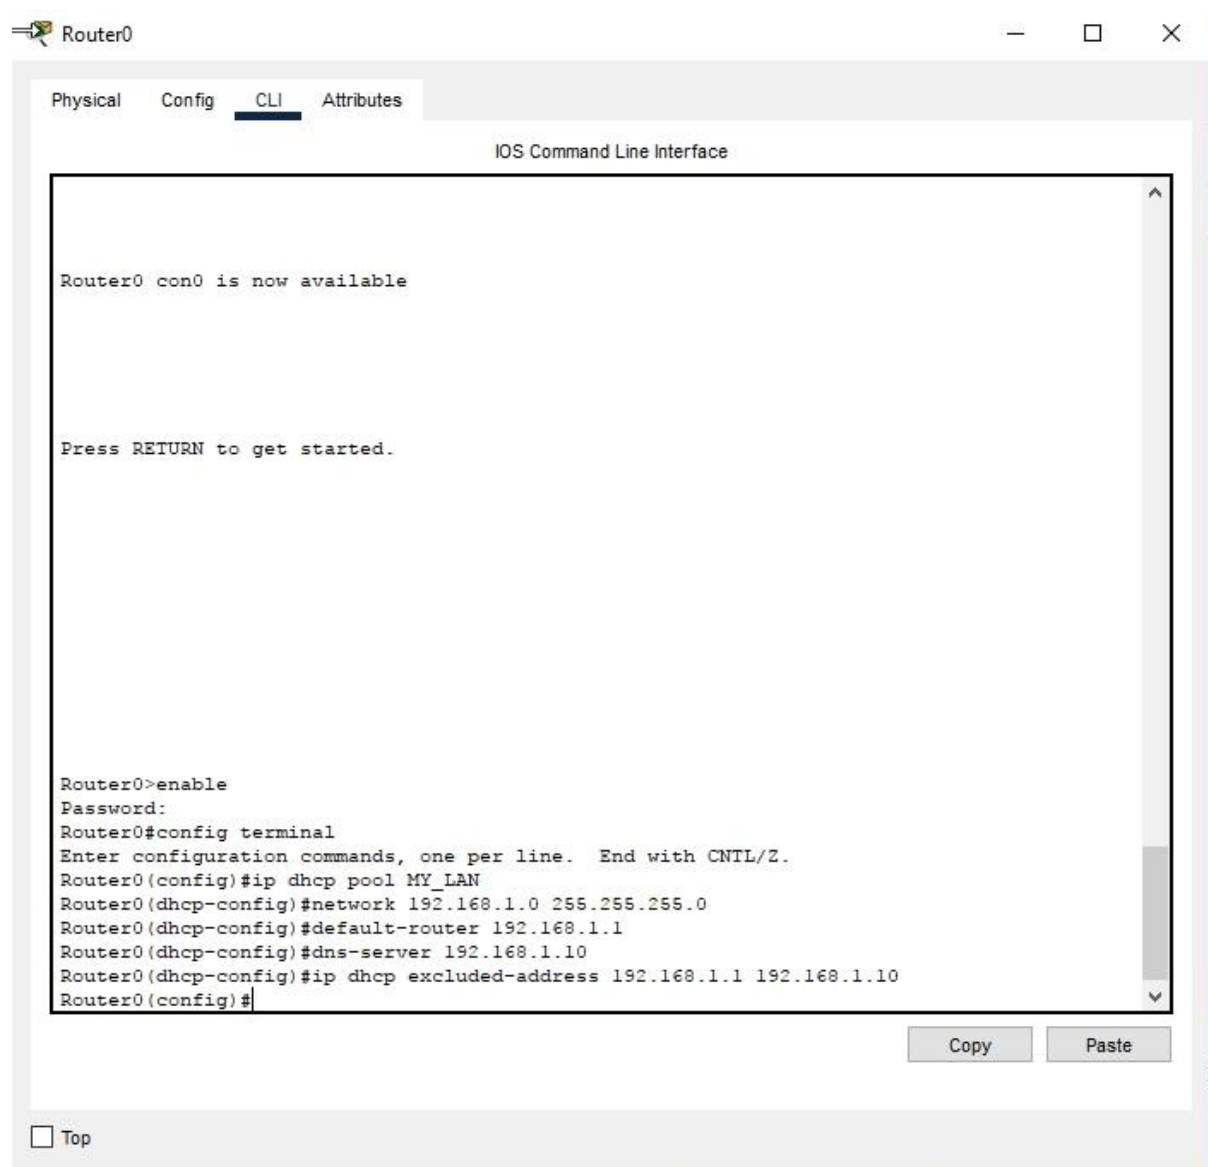 Router0
Physical Config CLI Attributes
IOS Command Line Interface
Router0 con0 is now available
Press RETURN to get started.
Router0>enable
Password:
Router0#config terminal
Enter configuration commands, one per line.  End with CNTL/Z.
Router0(config)#ip dhcp pool MY_LAN
Router0(dhcp-config)#network 192.168.1.0 255.255.255.0
Router0(dhcp-config)#default-router 192.168.1.1
Router0(dhcp-config)#dns-server 192.168.1.10
Router0(dhcp-config)#ip dhcp excluded-address 192.168.1.1 192.168.1.10
Router0(config)#
Copy Paste
Top